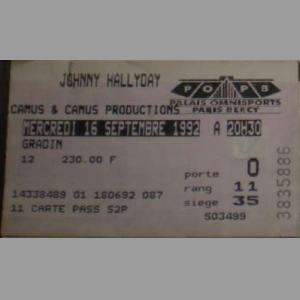 JOHNNY HALLYDAY
POPB
PALAIS OMNISPORTS
PARIS BERCY
CAMUS & CAMUS PRODUCTIONS
MERCREDI 16 SEPTEMBRE 1992 A 20H30
GRADIN
12 230.00 F
porte 0
rang 11
siege 35
14338489 01 180692 087
11 CARTE PASS S2P
S03499
3835886